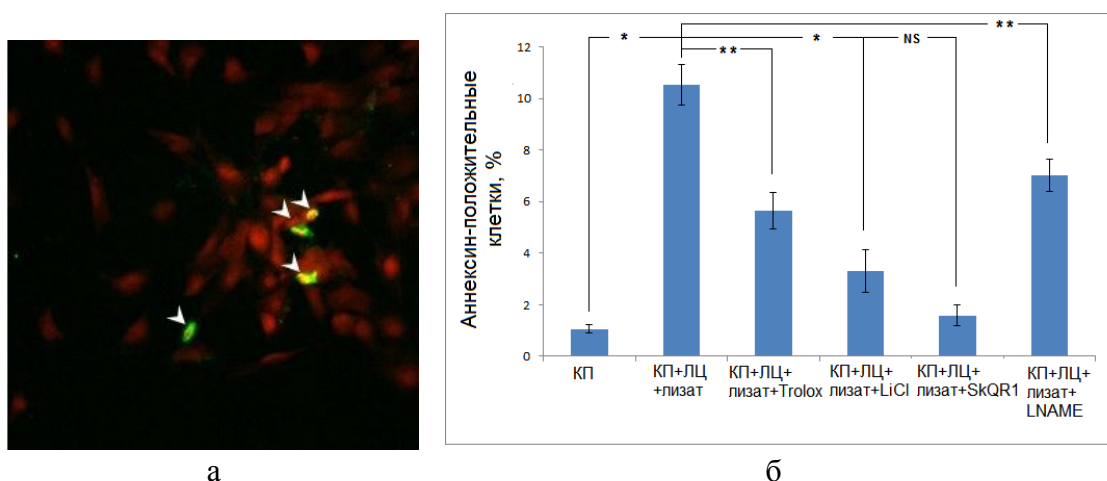 **
*
*
NS
**
12
10
8
6
4
2
0
Аннексин-положительные
клетки, %
КП
КП+ЛЦ
+лизат
КП+ЛЦ+
лизат+Trolox
КП+ЛЦ+
лизат+LiCl
КП+ЛЦ+
лизат+SkQR1
КП+ЛЦ+
лизат+
LNAME
а
б